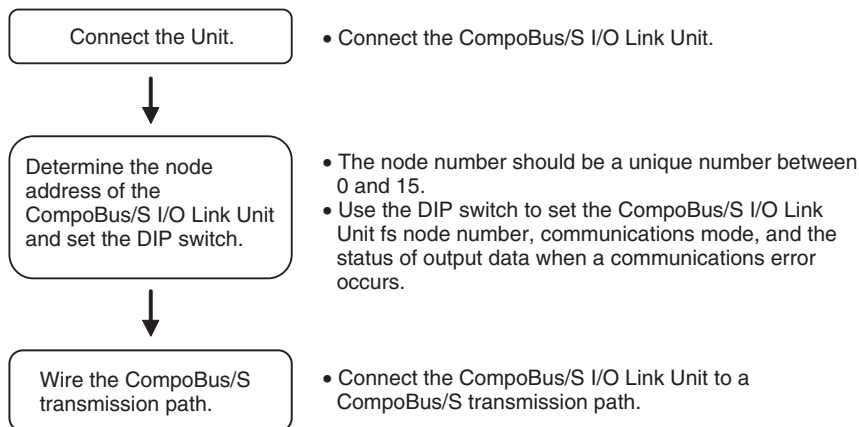 Connect the Unit.
• Connect the CompoBus/S I/O Link Unit.
Determine the node
address of the
CompoBus/S I/O Link Unit
and set the DIP switch.
• The node number should be a unique number between
0 and 15.
• Use the DIP switch to set the CompoBus/S I/O Link
Unit fs node number, communications mode, and the
status of output data when a communications error
occurs.
Wire the CompoBus/S
transmission path.
• Connect the CompoBus/S I/O Link Unit to a
CompoBus/S transmission path.